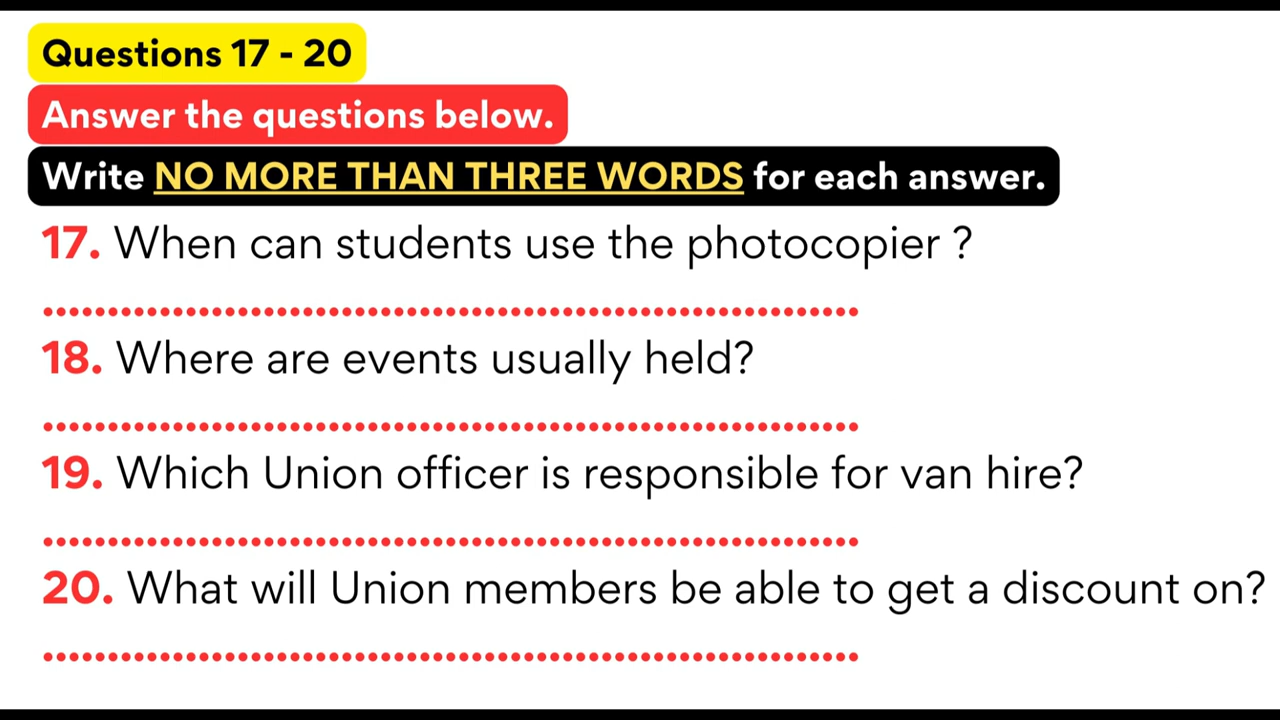 Questions 17 - 20
Answer the questions below.
Write NO MORE THAN THREE WORDS for each answer.
17. When can students use the photocopier ?
................................................................
18. Where are events usually held?
................................................................
19. Which Union officer is responsible for van hire?
................................................................
20. What will Union members be able to get a discount on?
................................................................